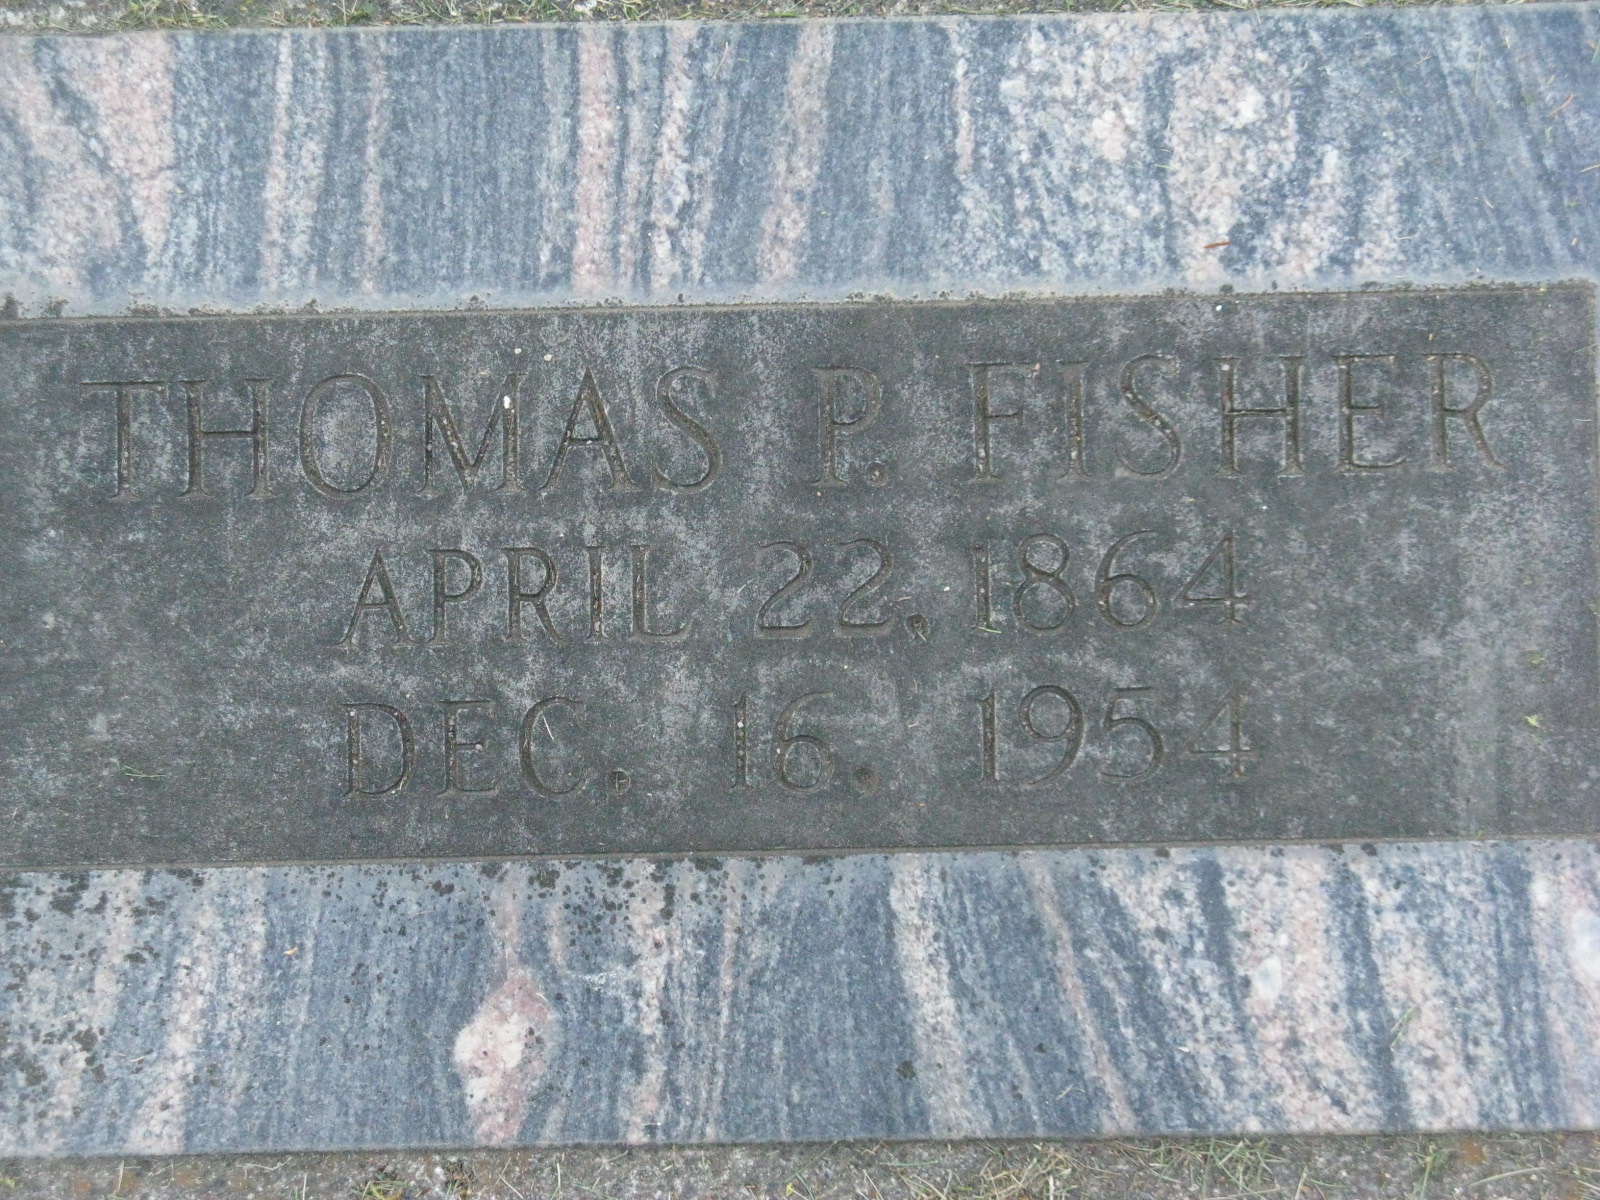 THOMAS P. FISHER
APRIL 22, 1864
DEC. 16. 1954